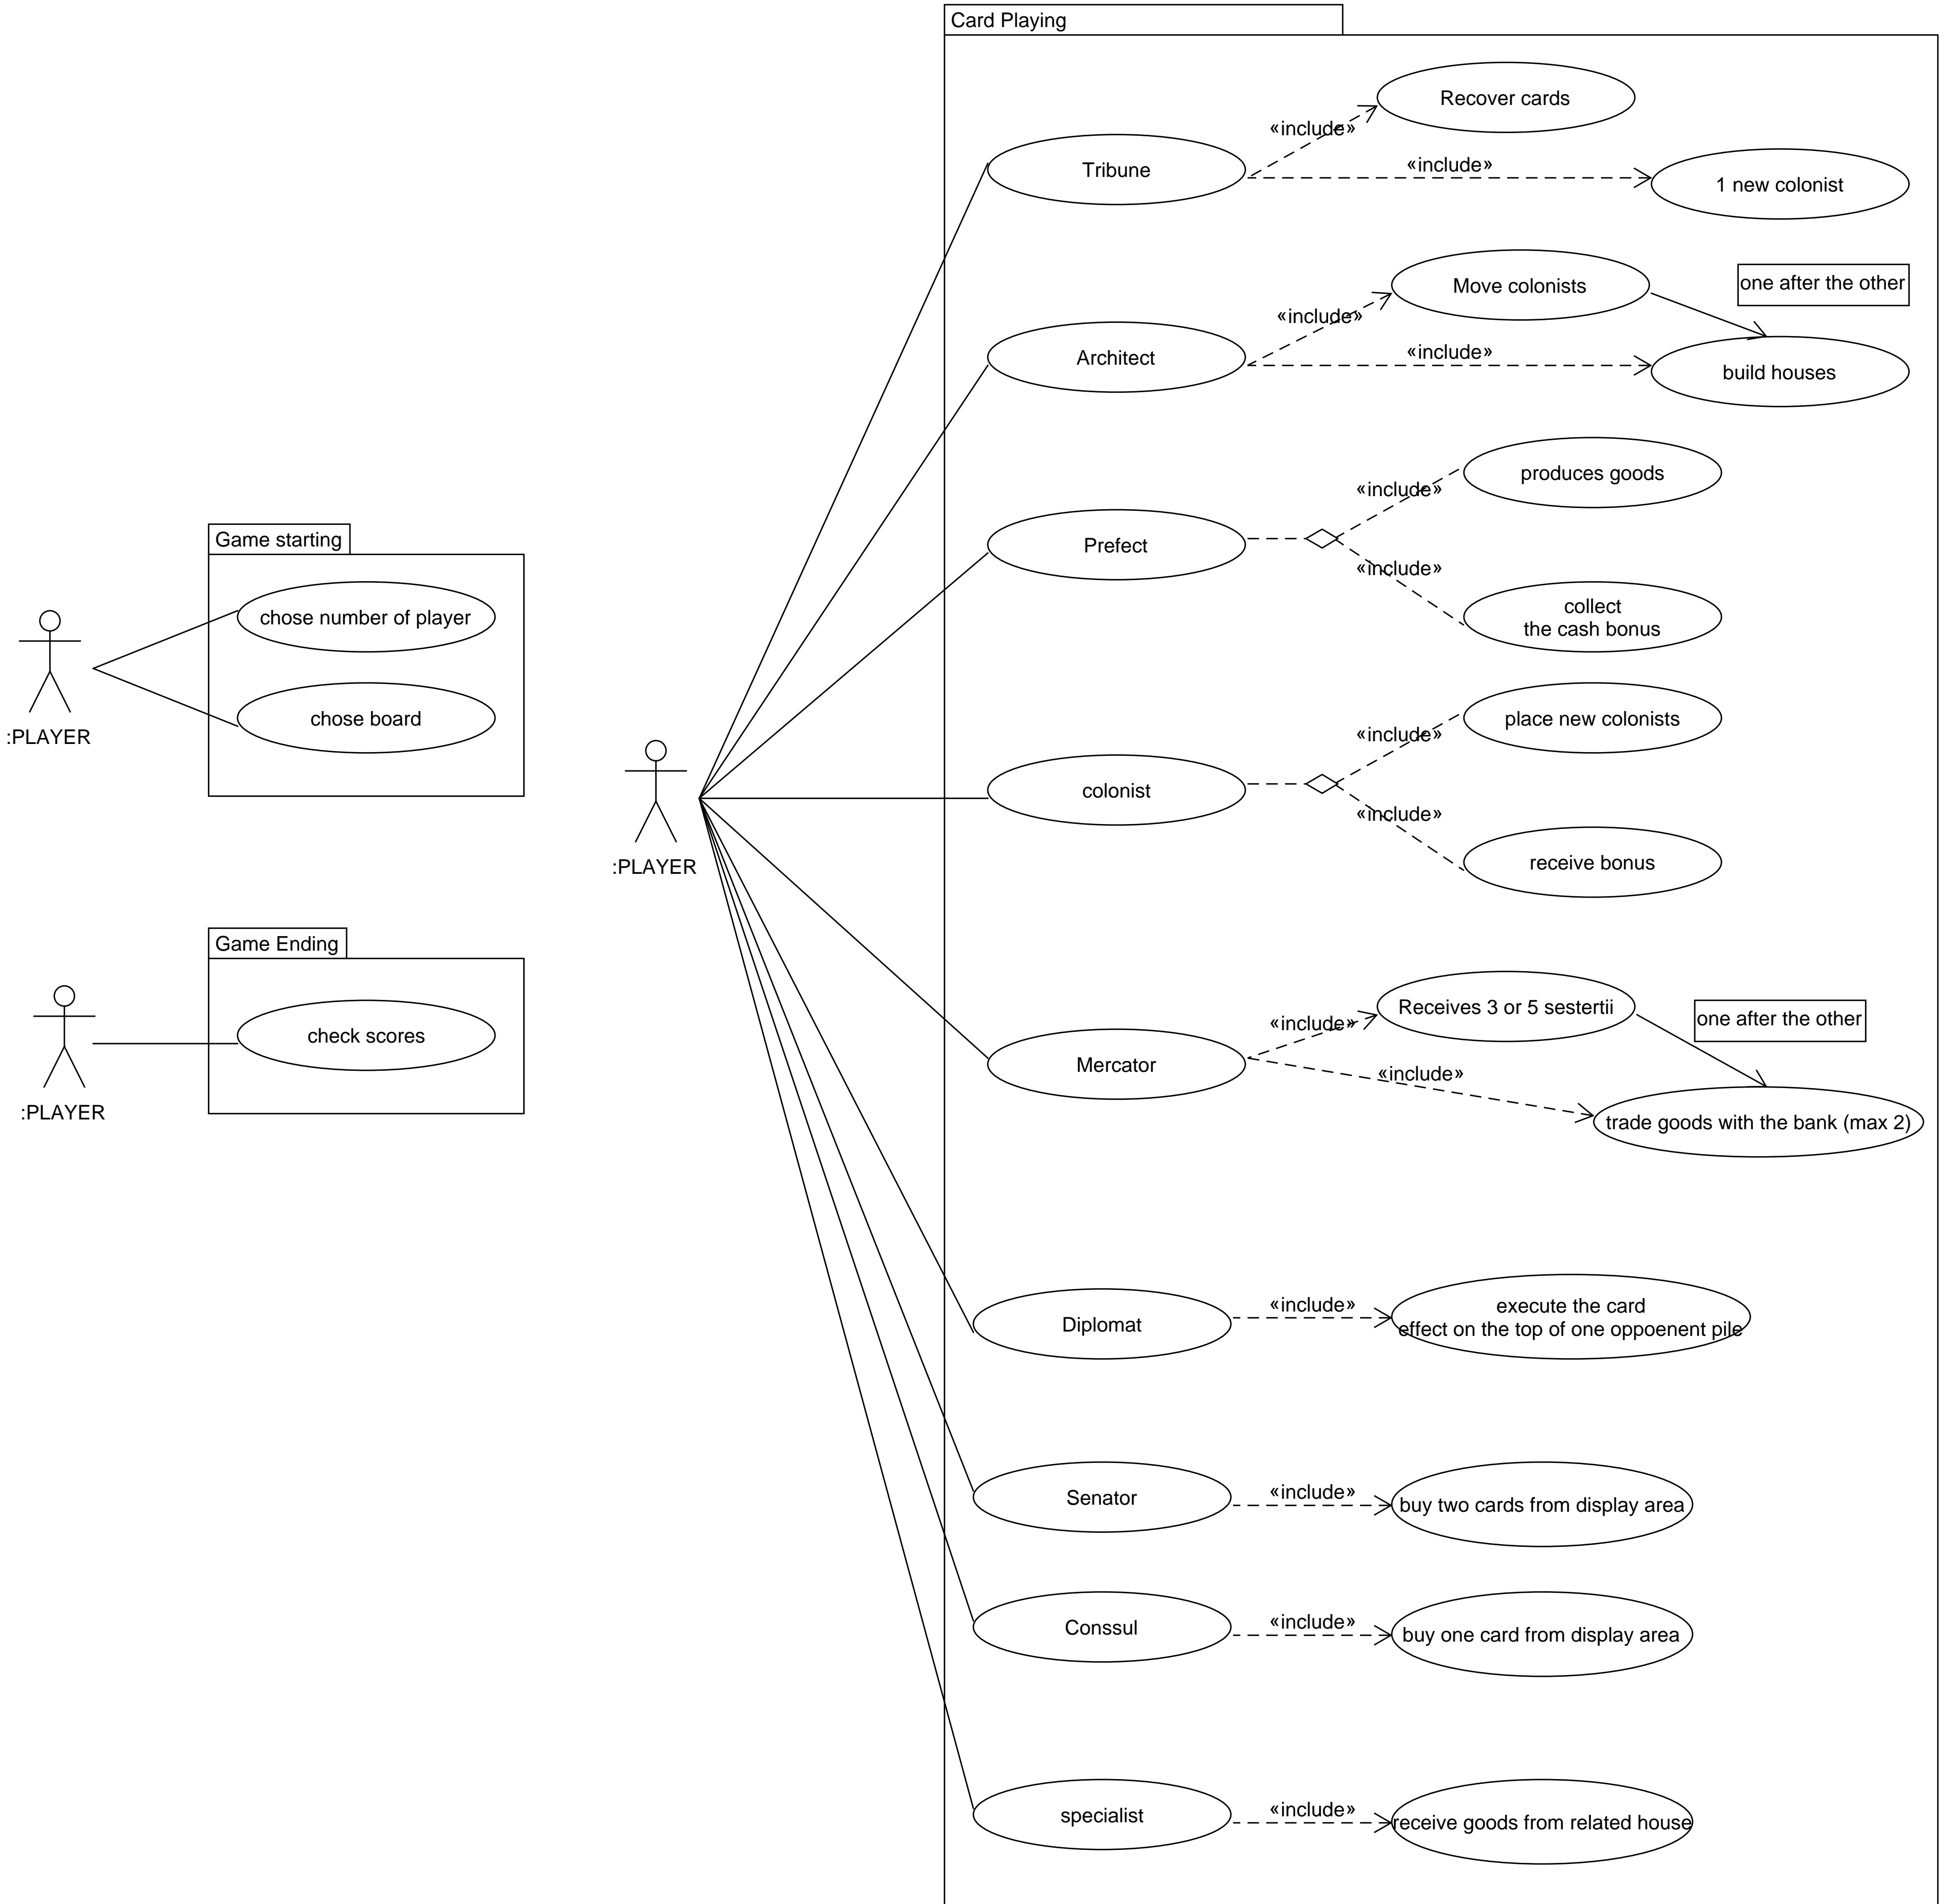 Card Playing
Recover cards
«include»
Tribune
«include»
1 new colonist
Move colonists
one after the other
«include»
Architect
«include»
build houses
produces goods
«include»
Prefect
«include»
collect
the cash bonus
Game starting
chose number of player
chose board
:PLAYER
:PLAYER
place new colonists
«include»
colonist
«include»
receive bonus
Game Ending
check scores
:PLAYER
Receives 3 or 5 sestertii
one after the other
«include»
Mercator
«include»
trade goods with the bank (max 2)
Diplomat
«include»
execute the card
effect on the top of one oppoenent pile
Senator
«include»
buy two cards from display area
Conssul
«include»
buy one card from display area
specialist
«include»
receive goods from related house